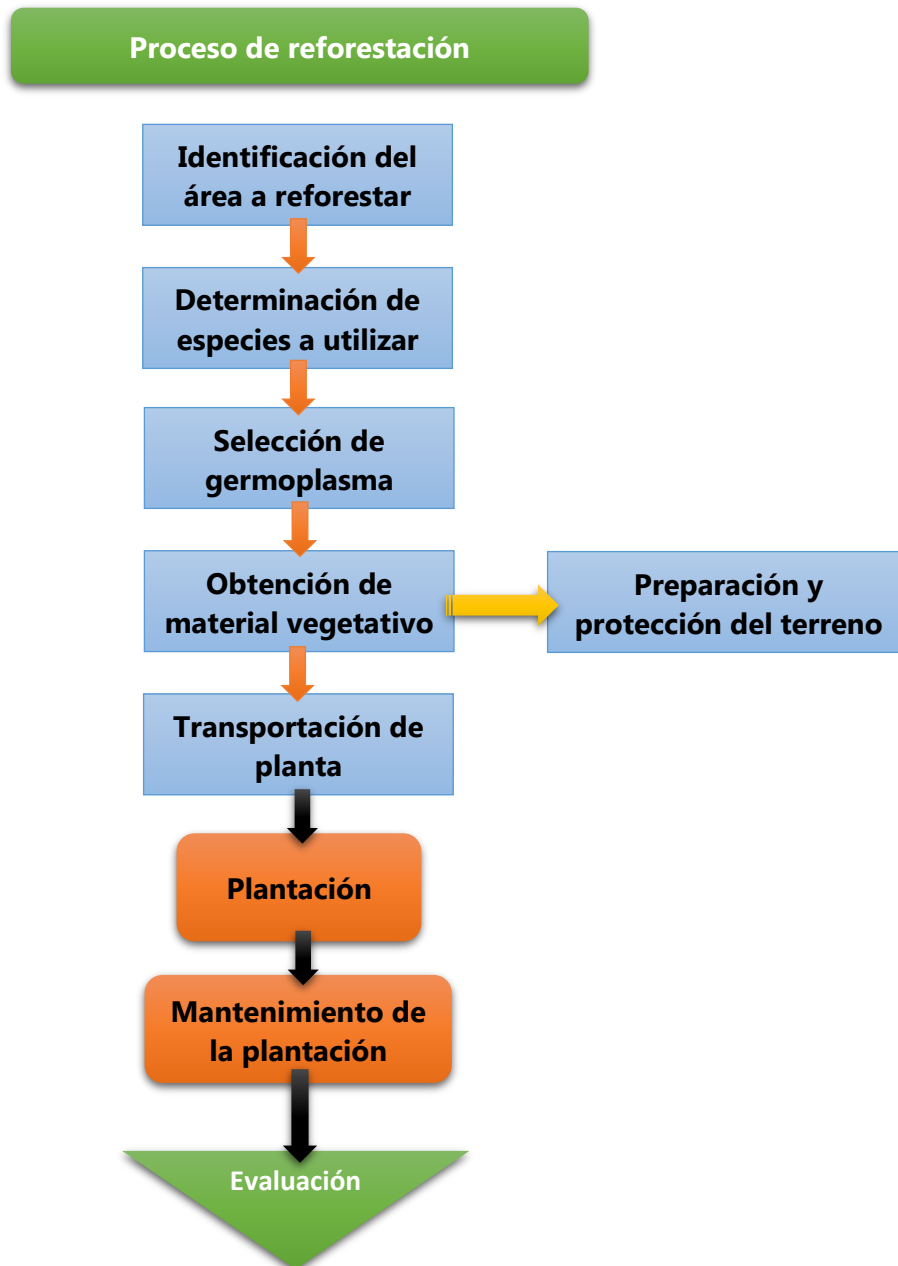 Proceso de reforestación
Identificación del
área a reforestar
Determinación de
especies a utilizar
Selección de
germoplasma
Obtención de
material vegetativo
Preparación y
protección del terreno
Transportación de
planta
Plantación
Mantenimiento de
la plantación
Evaluación